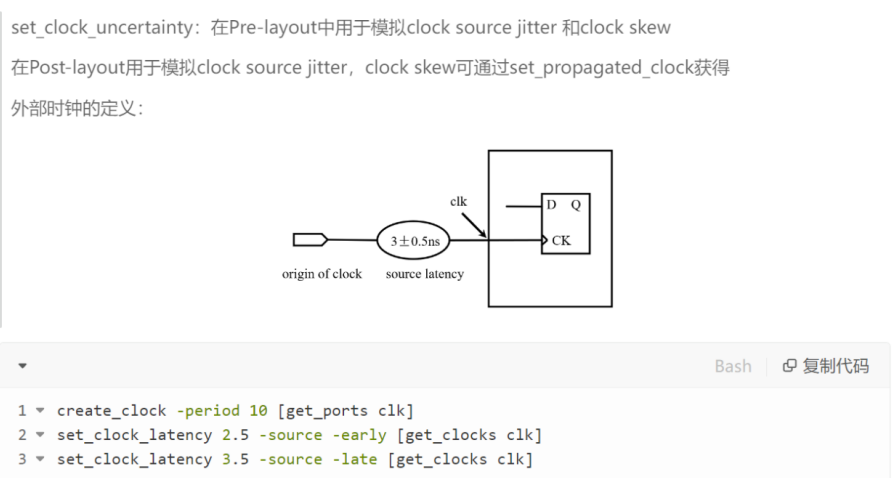 set_clock_uncertainty：在Pre-layout中用于模拟clock source jitter 和clock skew
在Post-layout用于模拟clock source jitter，clock skew可通过set_propagated_clock获得
外部时钟的定义：
clk
D Q
3±0.5ns
CK
origin of clock
source latency
Bash
复制代码
1 create_clock -period 10 [get_ports clk]
2 set_clock_latency 2.5 -source -early [get_clocks clk]
3 set_clock_latency 3.5 -source -late [get_clocks clk]